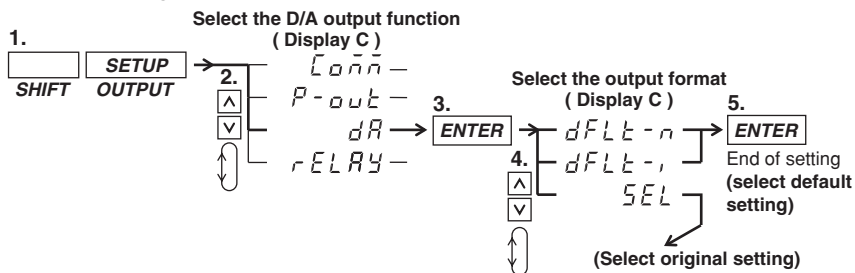 Select the D/A output function
( Display C )
1.
SETUP
SHIFT OUTPUT
2.
Conn
P-out
dA
rELAY
3.
ENTER
Select the output format
( Display C )
4.
dFLt-n
dFLt-i
SEL
5.
ENTER
End of setting
(select default
setting)
(Select original setting)